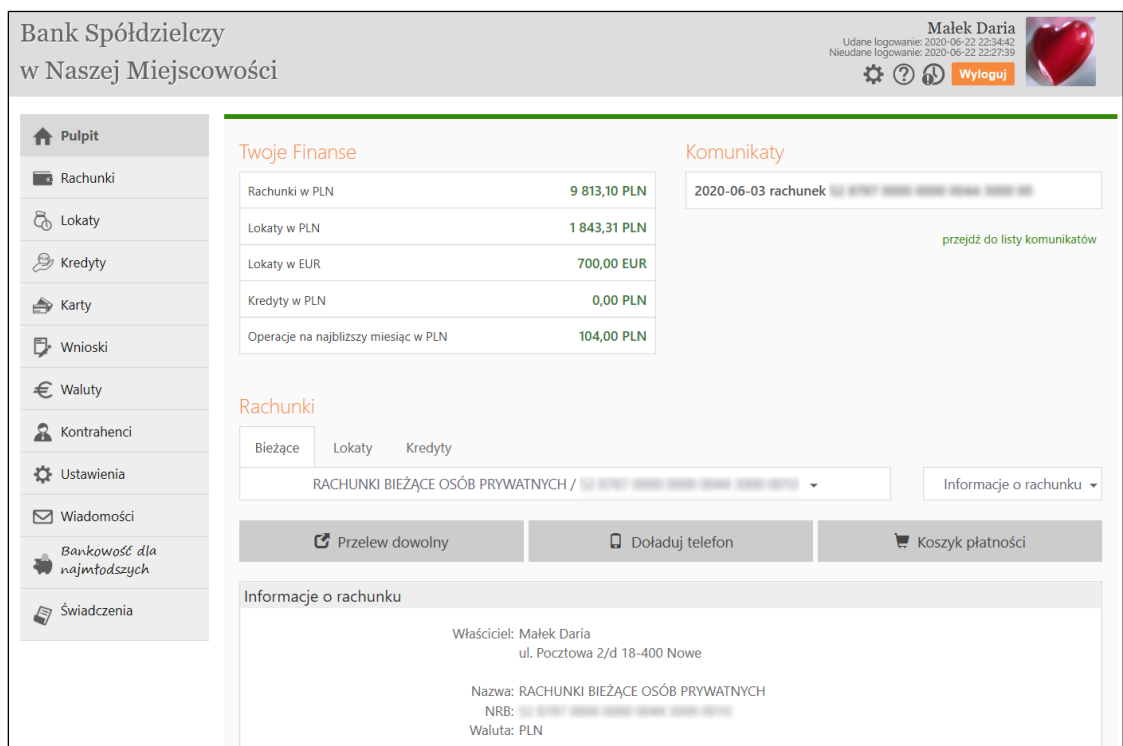 Bank Spółdzielczy
w Naszej Miejscowości
Małek Daria
Udane logowanie: 2020-06-22 22:34:42
Nieudane logowanie: 2020-06-22 22:27:39
Wyloguj
Pulpit
Rachunki
Lokaty
Kredyty
Karty
Wnioski
Waluty
Kontrahenci
Ustawienia
Wiadomości
Bankowość dla
najmłodszych
Świadczenia
Twoje Finanse
Rachunki w PLN 9 813,10 PLN
Lokaty w PLN 1 843,31 PLN
Lokaty w EUR 700,00 EUR
Kredyty w PLN 0,00 PLN
Operacje na najbliższy miesiąc w PLN 104,00 PLN
Komunikaty
2020-06-03 rachunek
przejdź do listy komunikatów
Rachunki
Bieżące Lokaty Kredyty
RACHUNKI BIEŻĄCE OSÓB PRYWATNYCH /
Informacje o rachunku
Przelew dowolny Doładuj telefon Koszyk płatności
Informacje o rachunku
Właściciel: Małek Daria
ul. Pocztowa 2/d 18-400 Nowe
Nazwa: RACHUNKI BIEŻĄCE OSÓB PRYWATNYCH
NRB:
Waluta: PLN